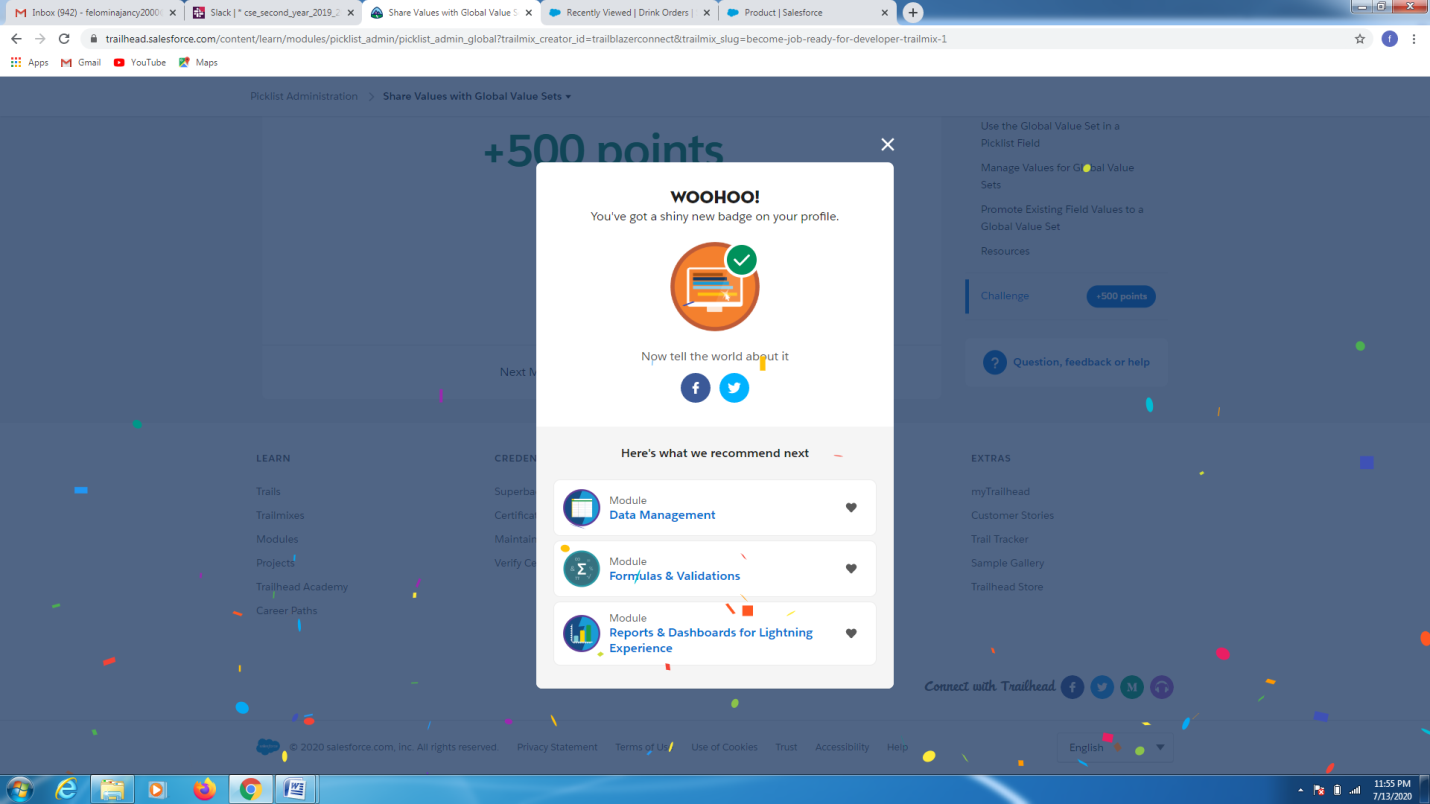 Inbox (942) - felominajancy2000
Slack | * cse_second_year_2019_2
Share Values with Global Value S
Recently Viewed | Drink Orders |
Product | Salesforce
trailhead.salesforce.com/content/learn/modules/picklist_admin/picklist_admin_global?trailmix_creator_id=trailblazerconnect&trailmix_slug=become-job-ready-for-developer-trailmix-1
f
Apps
Gmail
YouTube
Maps
Picklist Administration
Share Values with Global Value Sets
+500 points
Use the Global Value Set in a
Picklist Field
Manage Values for Global Value
Sets
Promote Existing Field Values to a
Global Value Set
Resources
Challenge
+500 points
? Question, feedback or help
WOOHOO!
You've got a shiny new badge on your profile.
Now tell the world about it
Next M
Here's what we recommend next
Module
Data Management
Module
Formulas & Validations
Module
Reports & Dashboards for Lightning
Experience
LEARN
Trails
Trailmixes
Modules
Projects
Trailhead Academy
Career Paths
CREDEN
Superba
Certificat
Maintain
Verify Ce
EXTRAS
myTrailhead
Customer Stories
Trail Tracker
Sample Gallery
Trailhead Store
Connect with Trailhead
© 2020 salesforce.com, inc. All rights reserved.
Privacy Statement
Terms of Us
Use of Cookies
Trust
Accessibility
Help
English
11:55 PM
7/13/2020